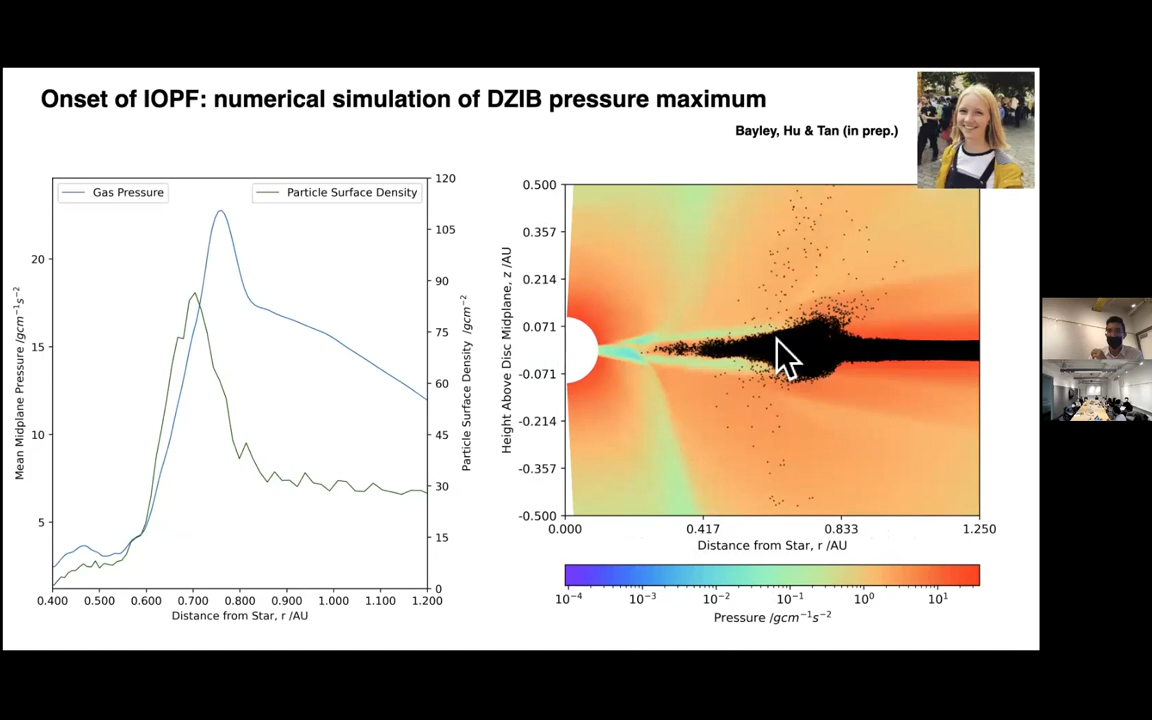 Onset of IOPF: numerical simulation of DZIB pressure maximum
Bayley, Hu & Tan (in prep.)
Gas Pressure
Particle Surface Density
Mean Midplane Pressure /gcm⁻¹s⁻²
20
15
10
5
120
105
90
75
60
45
30
15
0
Particle Surface Density /gcm⁻²
0.400 0.500 0.600 0.700 0.800 0.900 1.000 1.100 1.200
Distance from Star, r /AU
Height Above Disc Midplane, z /AU
0.500
0.357
0.214
0.071
-0.071
-0.214
-0.357
-0.500
0.000 0.417 0.833 1.250
Distance from Star, r /AU
10⁻⁴ 10⁻³ 10⁻² 10⁻¹ 10⁰ 10¹
Pressure /gcm⁻¹s⁻²